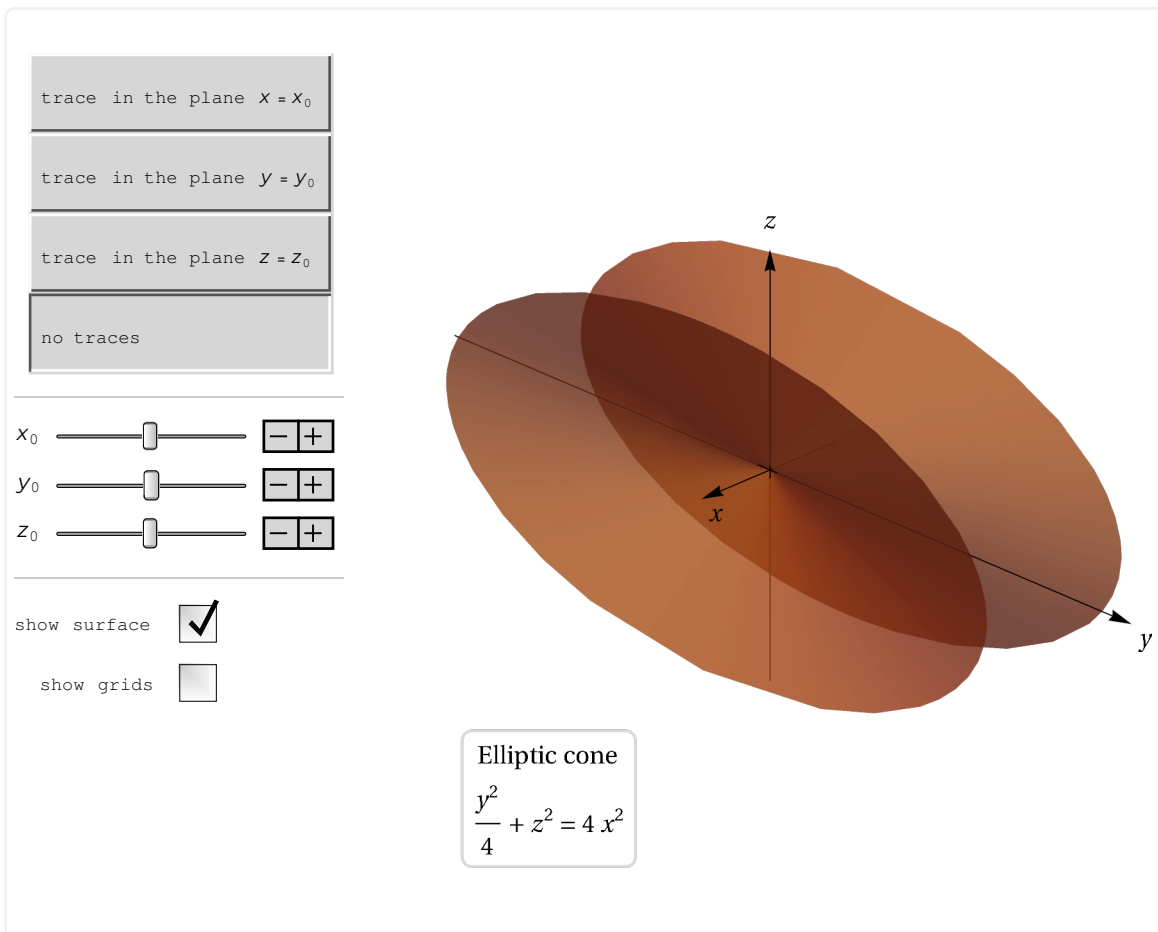 trace in the plane x = x₀
trace in the plane y = y₀
trace in the plane z = z₀
no traces
x₀ − +
y₀ − +
z₀ − +
show surface
show grids
z
x
y
Elliptic cone
y²/4 + z² = 4 x²